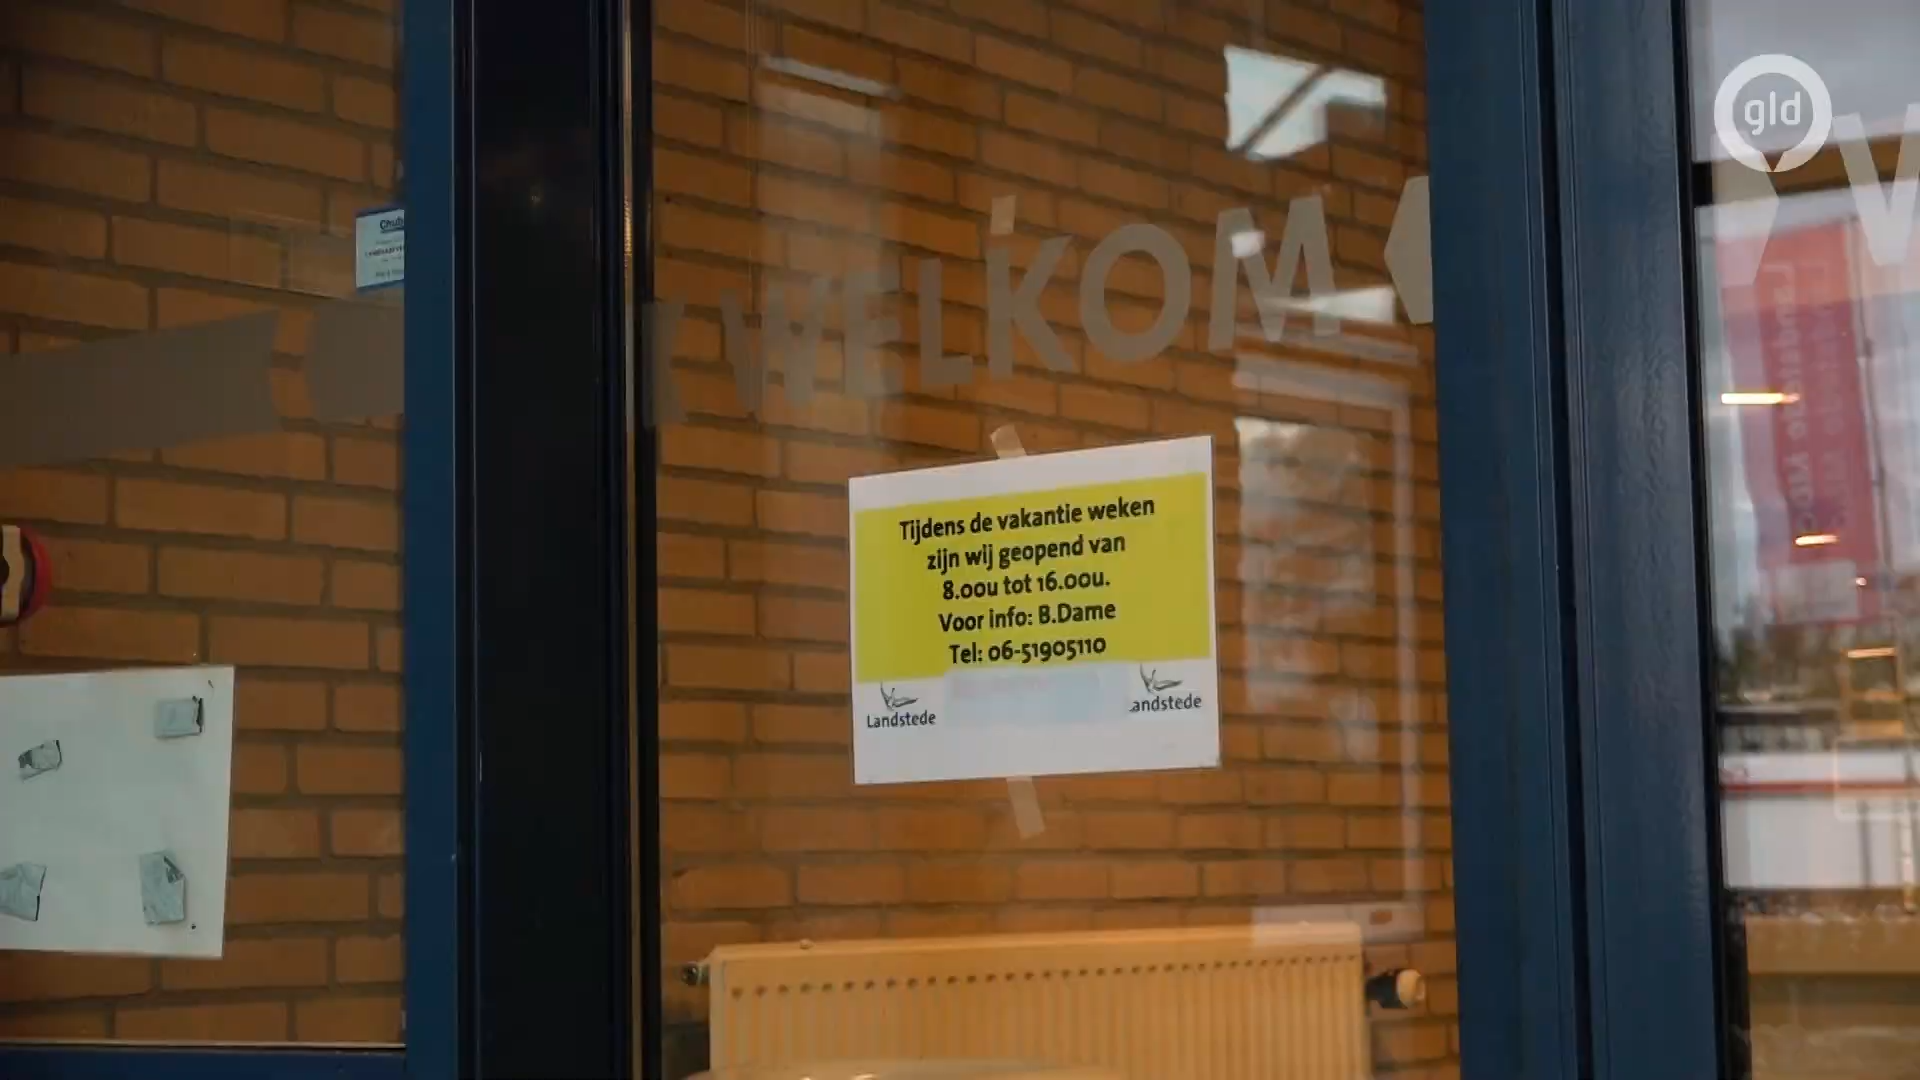 gld
WELKOM
Tijdens de vakantie weken
zijn wij geopend van
8.00u tot 16.00u.
Voor info: B.Dame
Tel: 06-51905110
Landstede
andstede